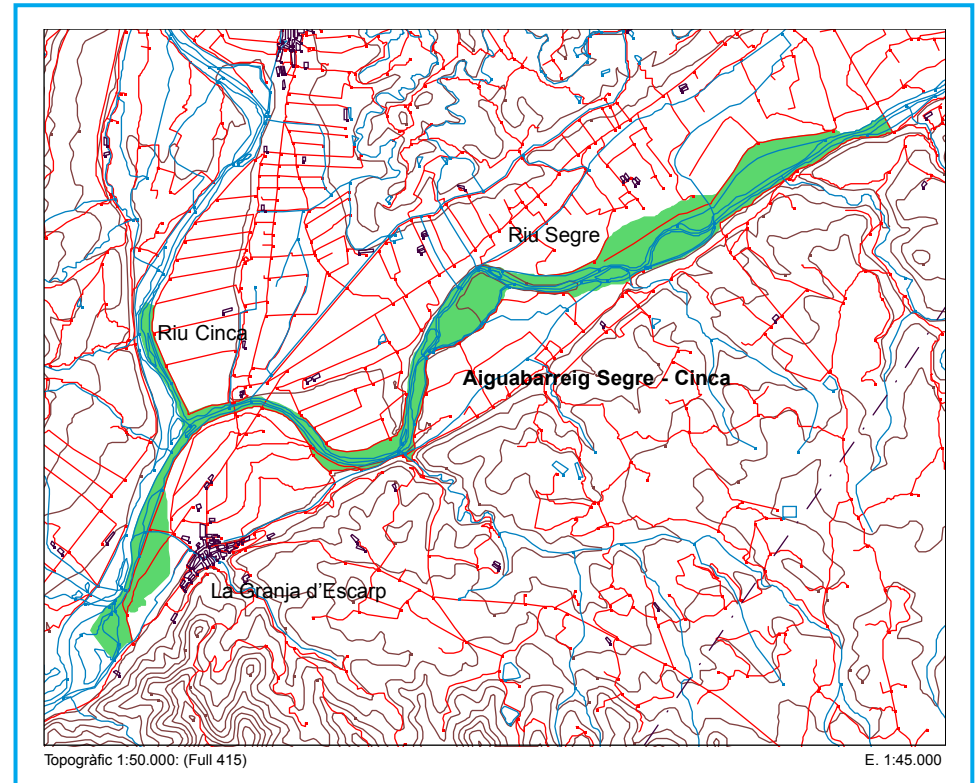 Riu Segre
Riu Cinca
Aiguabarreig Segre - Cinca
La Granja d'Escarp
Topogràfic 1:50.000: (Full 415)
E. 1:45.000